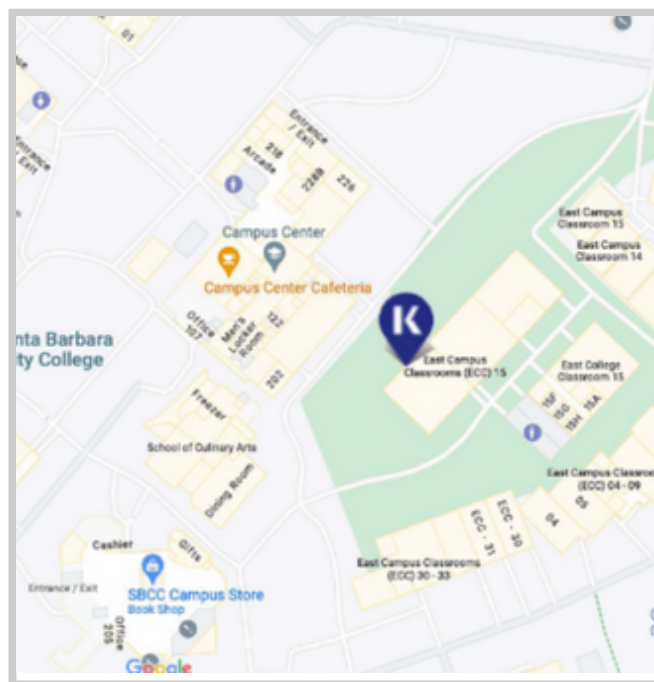 01
Entrance
/ Exit
Entrance
/ Exit
218
Arcade
228B
226
Campus Center
Campus Center Cafeteria
Office
107
Men's
Locker
Room
122
202
nta Barbara
ity College
K
East Campus
Classrooms (ECC) 15
East Campus
Classroom 15
East Campus
Classroom 14
East College
Classroom 15
15F
15G
15H
15A
East Campus Classroo
(ECC) 04 - 09
04
05
ECC - 30
ECC - 31
East Campus Classrooms
(ECC) 30 - 33
Freezer
School of Culinary Arts
Dining Room
Cashier
Gifts
Entrance / Exit
SBCC Campus Store
Book Shop
Office
205
Google